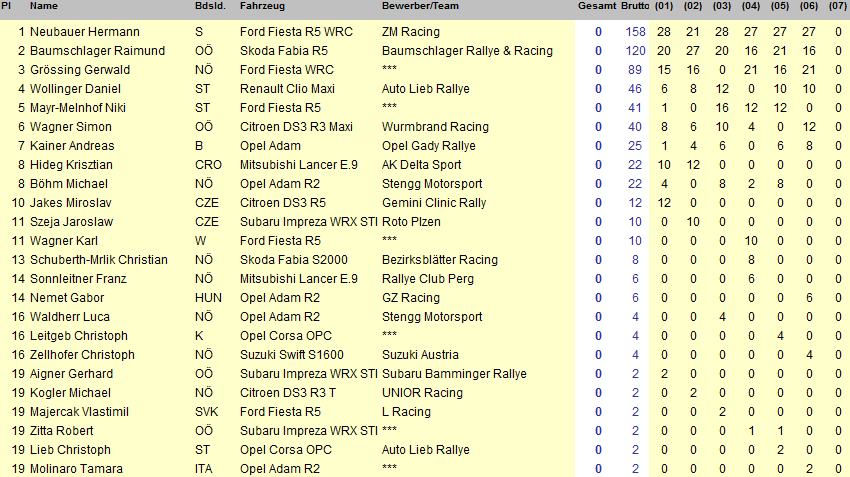 Pl Name Bdsld. Fahrzeug Bewerber/Team Gesamt Brutto (01) (02) (03) (04) (05) (06) (07)
1 Neubauer Hermann S Ford Fiesta R5 WRC ZM Racing 0 158 28 21 28 27 27 27 0
2 Baumschlager Raimund OÖ Skoda Fabia R5 Baumschlager Rallye & Racing 0 120 20 27 20 16 21 16 0
3 Grössing Gerwald NÖ Ford Fiesta WRC *** 0 89 15 16 0 21 16 21 0
4 Wollinger Daniel ST Renault Clio Maxi Auto Lieb Rallye 0 46 6 8 12 0 10 10 0
5 Mayr-Melnhof Niki ST Ford Fiesta R5 *** 0 41 1 0 16 12 12 0 0
6 Wagner Simon OÖ Citroen DS3 R3 Maxi Wurmbrand Racing 0 40 8 6 10 4 0 12 0
7 Kainer Andreas B Opel Adam Opel Gady Rallye 0 25 1 4 6 0 6 8 0
8 Hideg Krisztian CRO Mitsubishi Lancer E.9 AK Delta Sport 0 22 10 12 0 0 0 0 0
8 Böhm Michael NÖ Opel Adam R2 Stengg Motorsport 0 22 4 0 8 2 8 0 0
10 Jakes Miroslav CZE Citroen DS3 R5 Gemini Clinic Rally 0 12 12 0 0 0 0 0 0
11 Szeja Jaroslaw CZE Subaru Impreza WRX STI Roto Plzen 0 10 0 10 0 0 0 0 0
11 Wagner Karl W Ford Fiesta R5 *** 0 10 0 0 0 10 0 0 0
13 Schuberth-Mrlik Christian NÖ Skoda Fabia S2000 Bezirksblätter Racing 0 8 0 0 0 8 0 0 0
14 Sonnleitner Franz NÖ Mitsubishi Lancer E.9 Rallye Club Perg 0 6 0 0 0 6 0 0 0
14 Nemet Gabor HUN Opel Adam R2 GZ Racing 0 6 0 0 0 0 0 6 0
16 Waldherr Luca NÖ Opel Adam R2 Stengg Motorsport 0 4 0 0 4 0 0 0 0
16 Leitgeb Christoph K Opel Corsa OPC *** 0 4 0 0 0 0 4 0 0
16 Zellhofer Christoph NÖ Suzuki Swift S1600 Suzuki Austria 0 4 0 0 0 0 0 4 0
19 Aigner Gerhard OÖ Subaru Impreza WRX STI Subaru Bamminger Rallye 0 2 2 0 0 0 0 0 0
19 Kogler Michael NÖ Citroen DS3 R3 T UNIOR Racing 0 2 0 2 0 0 0 0 0
19 Majercak Vlastimil SVK Ford Fiesta R5 L Racing 0 2 0 0 2 0 0 0 0
19 Zitta Robert OÖ Subaru Impreza WRX STI *** 0 2 0 0 0 1 1 0 0
19 Lieb Christoph ST Opel Corsa OPC Auto Lieb Rallye 0 2 0 0 0 0 2 0 0
19 Molinaro Tamara ITA Opel Adam R2 *** 0 2 0 0 0 0 0 2 0